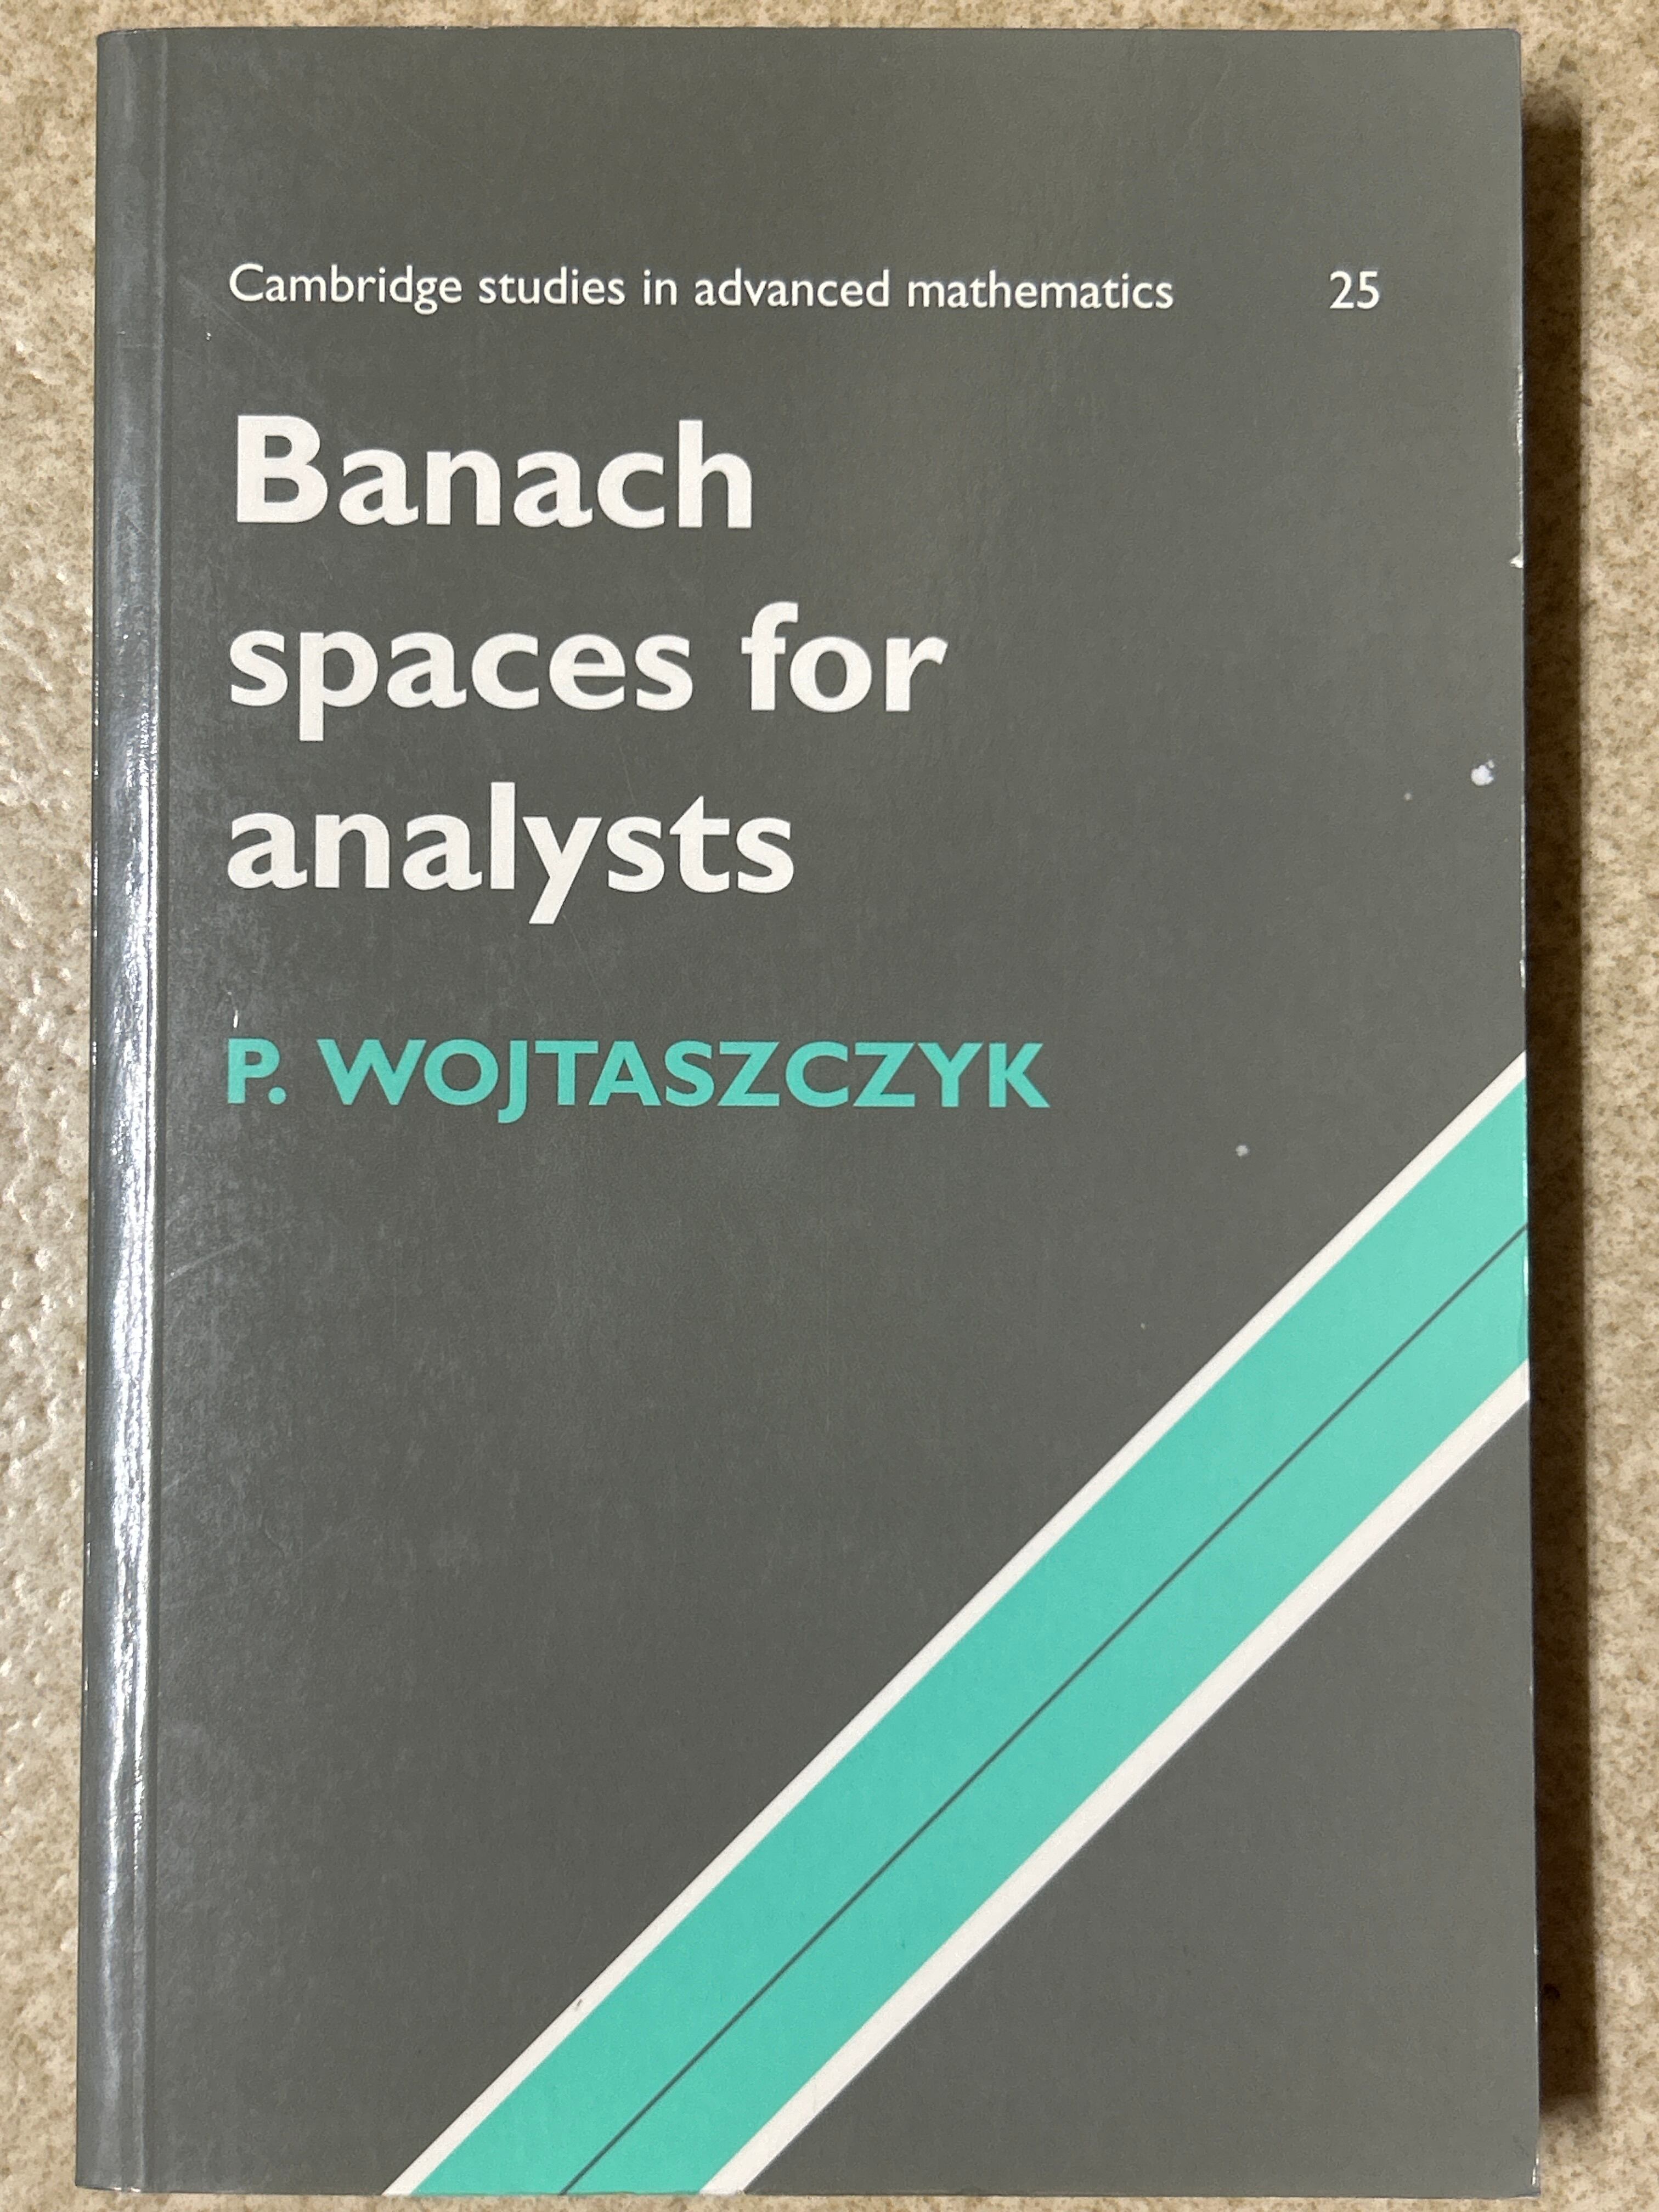 Cambridge studies in advanced mathematics 25
Banach
spaces for
analysts
P. WOJTASZCZYK